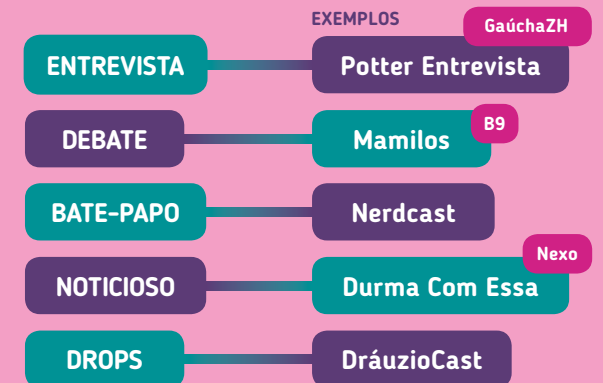 EXEMPLOS
GaúchaZH
ENTREVISTA
Potter Entrevista
B9
DEBATE
Mamilos
BATE-PAPO
Nerdcast
Nexo
NOTICIOSO
Durma Com Essa
DROPS
DráuzioCast